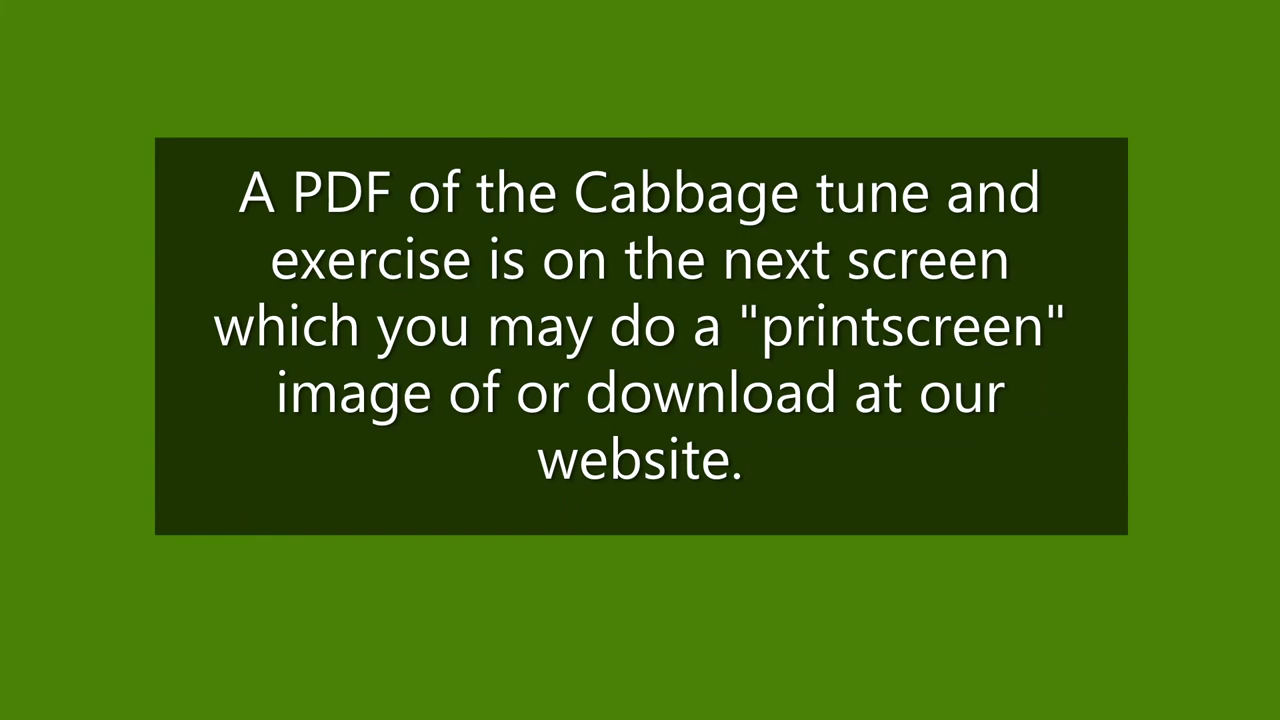 A PDF of the Cabbage tune and
exercise is on the next screen
which you may do a "printscreen"
image of or download at our
website.